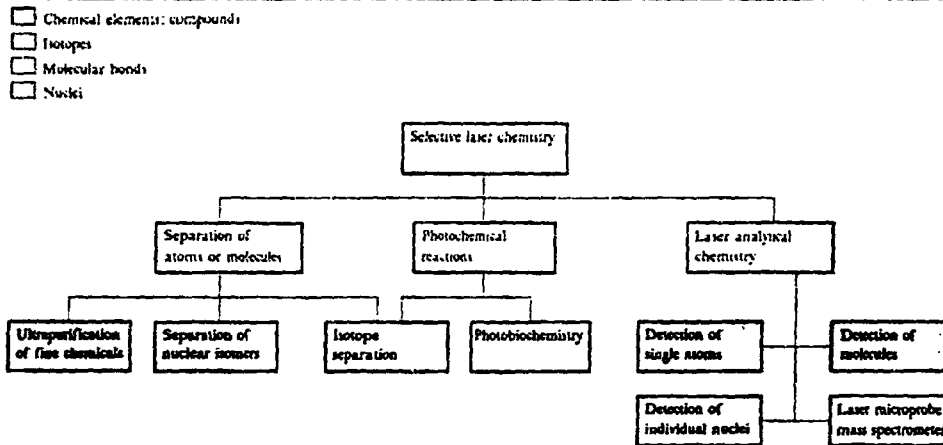 Chemical elements; compounds
Isotopes
Molecular bonds
Nuclei
Selective laser chemistry
Separation of
atoms or molecules
Photochemical
reactions
Laser analytical
chemistry
Ultrapurification
of fine chemicals
Separation of
nuclear isomers
Isotope
separation
Photobiochemistry
Detection of
single atoms
Detection of
molecules
Detection of
individual nuclei
Laser microprobe
mass spectrometer